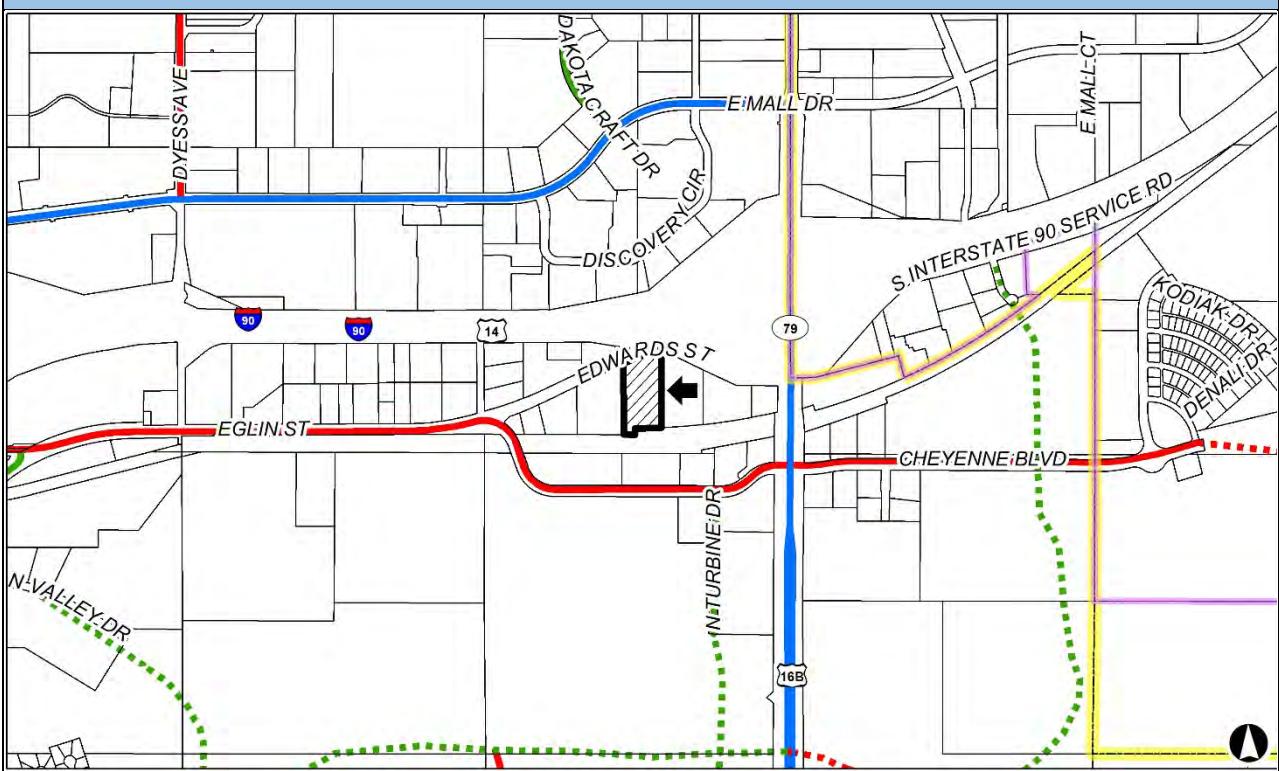 DYESS AVE
DAKOTA CRAFT DR
E MALL DR
E MALL CT
DISCOVERY CIR
S INTERSTATE 90 SERVICE RD
90
90
14
79
EDWARDS ST
KODIAK DR
DENALI DR
EGLIN ST
CHEYENNE BLVD
N TURBINE DR
N VALLEY DR
16B